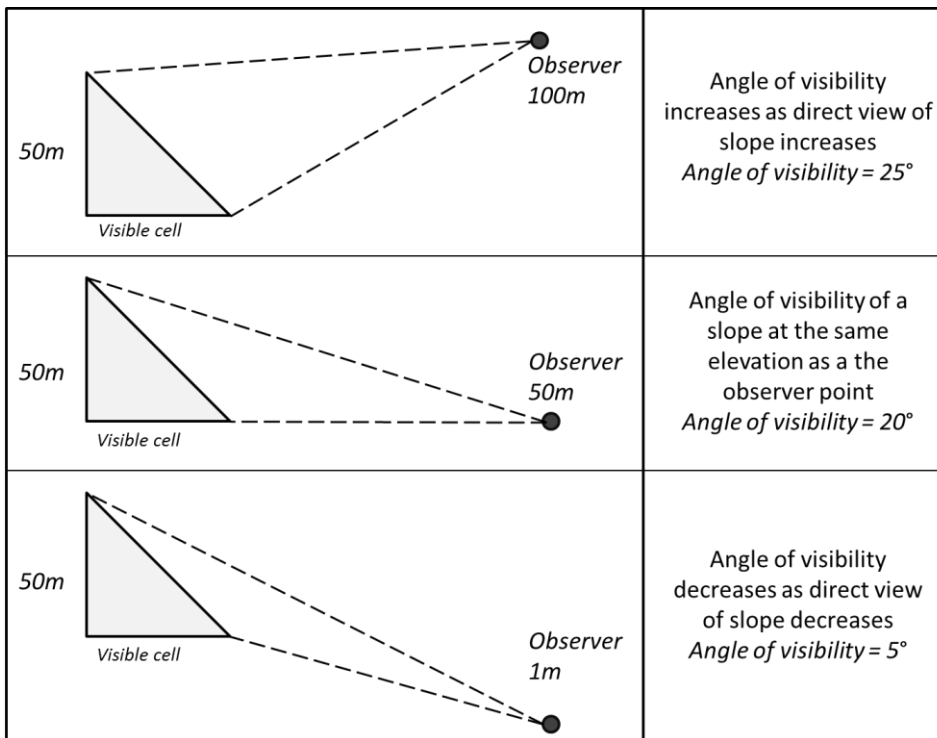 Observer
100m
50m
Visible cell
Angle of visibility
increases as direct view of
slope increases
Angle of visibility = 25°
Observer
50m
50m
Visible cell
Angle of visibility of a
slope at the same
elevation as a the
observer point
Angle of visibility = 20°
50m
Visible cell
Observer
1m
Angle of visibility
decreases as direct view
of slope decreases
Angle of visibility = 5°